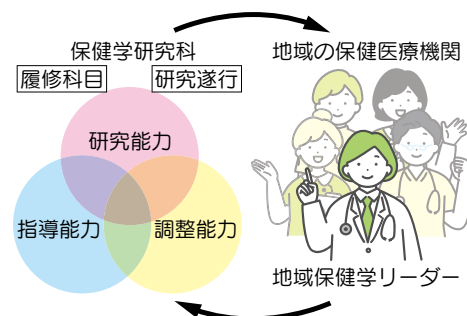 保健学研究科
履修科目
研究遂行
研究能力
指導能力
調整能力
地域の保健医療機関
地域保健学リーダー